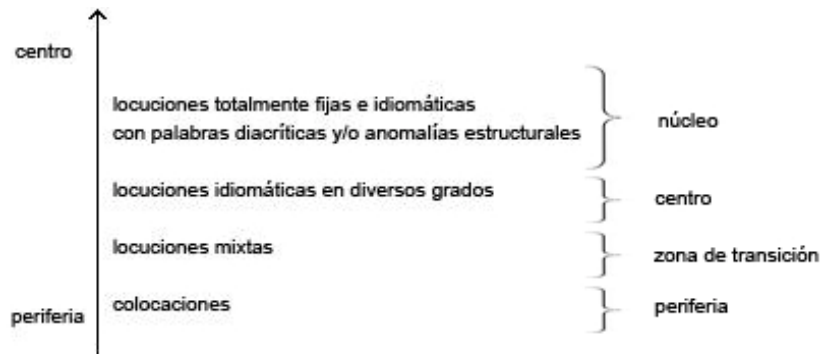 centro
locuciones totalmente fijas e idiomáticas
con palabras diacríticas y/o anomalías estructurales
núcleo
locuciones idiomáticas en diversos grados
centro
locuciones mixtas
zona de transición
colocaciones
periferia
periferia